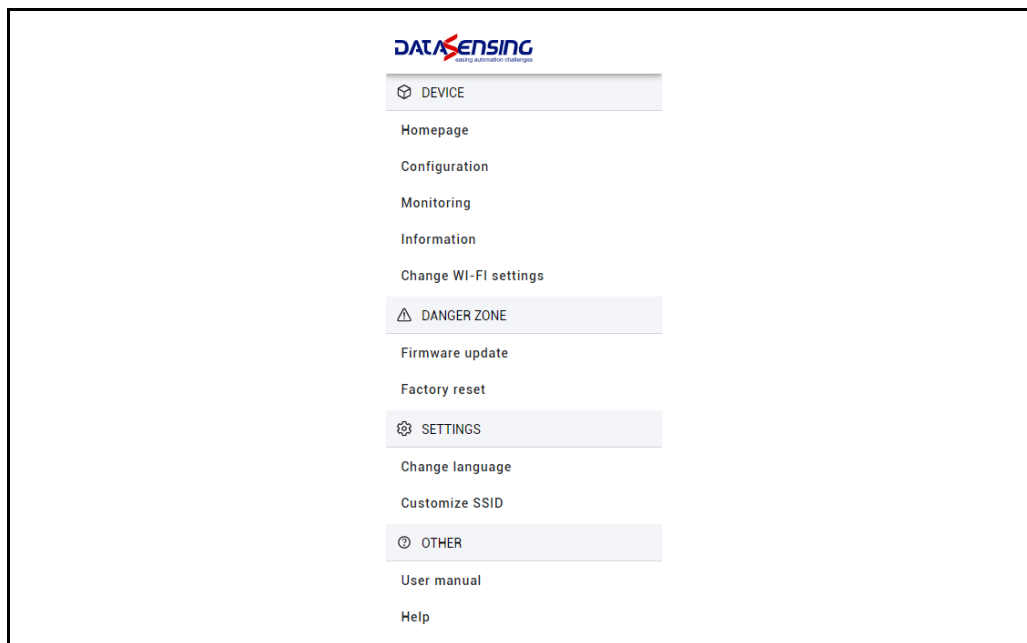 DATASENSING
easing automation challenges
DEVICE
Homepage
Configuration
Monitoring
Information
Change WI-FI settings
DANGER ZONE
Firmware update
Factory reset
SETTINGS
Change language
Customize SSID
OTHER
User manual
Help